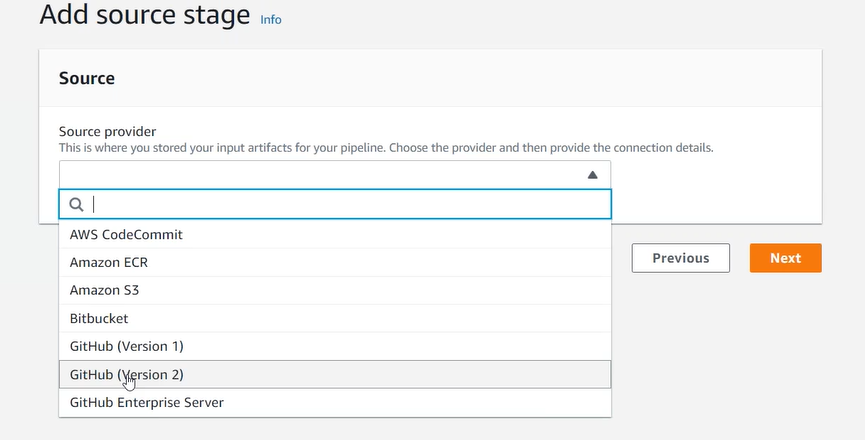 Add source stage Info
Source
Source provider
This is where you stored your input artifacts for your pipeline. Choose the provider and then provide the connection details.
AWS CodeCommit
Amazon ECR
Amazon S3
Bitbucket
GitHub (Version 1)
GitHub (Version 2)
GitHub Enterprise Server
Previous
Next